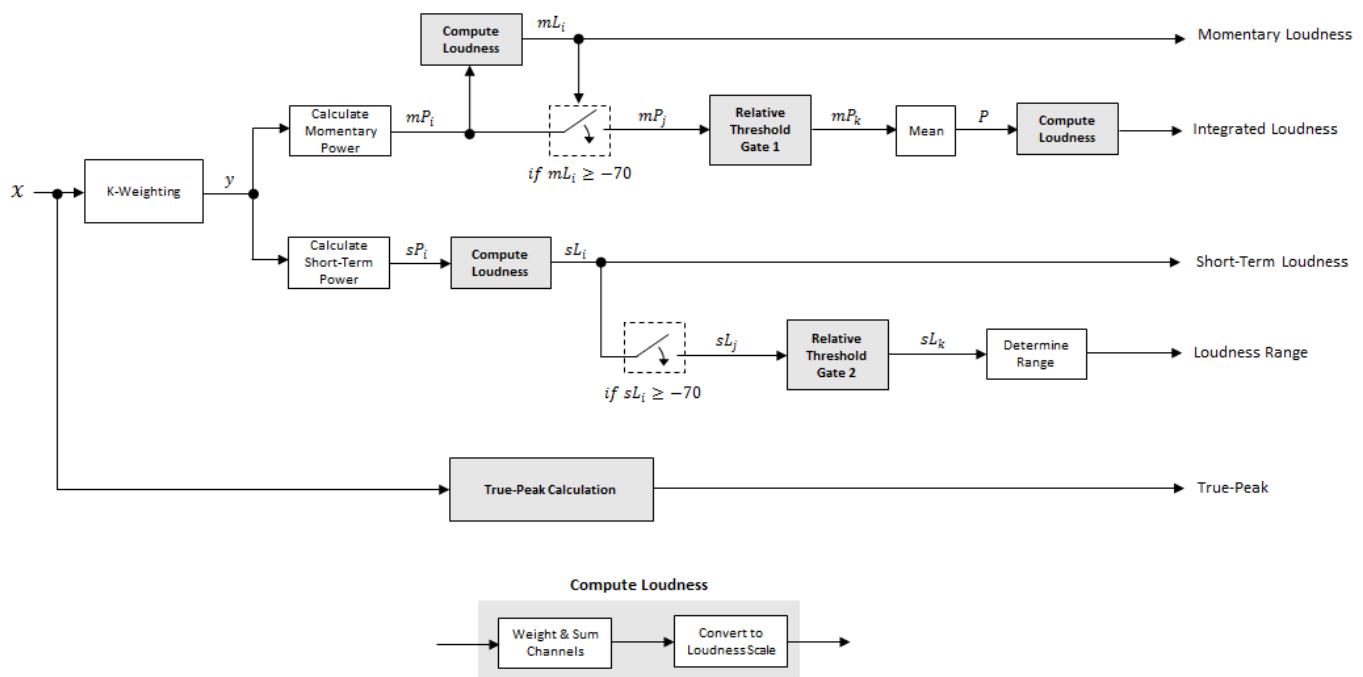 Compute
Loudness
mL_i
Momentary Loudness
Calculate
Momentary
Power
mP_i
mP_j
Relative
Threshold
Gate 1
mP_k
Mean
P
Compute
Loudness
Integrated Loudness
if mL_i ≥ −70
x
K-Weighting
y
Calculate
Short-Term
Power
sP_i
Compute
Loudness
sL_i
Short-Term Loudness
sL_j
Relative
Threshold
Gate 2
sL_k
Determine
Range
Loudness Range
if sL_i ≥ −70
True-Peak Calculation
True-Peak
Compute Loudness
Weight & Sum
Channels
Convert to
Loudness Scale